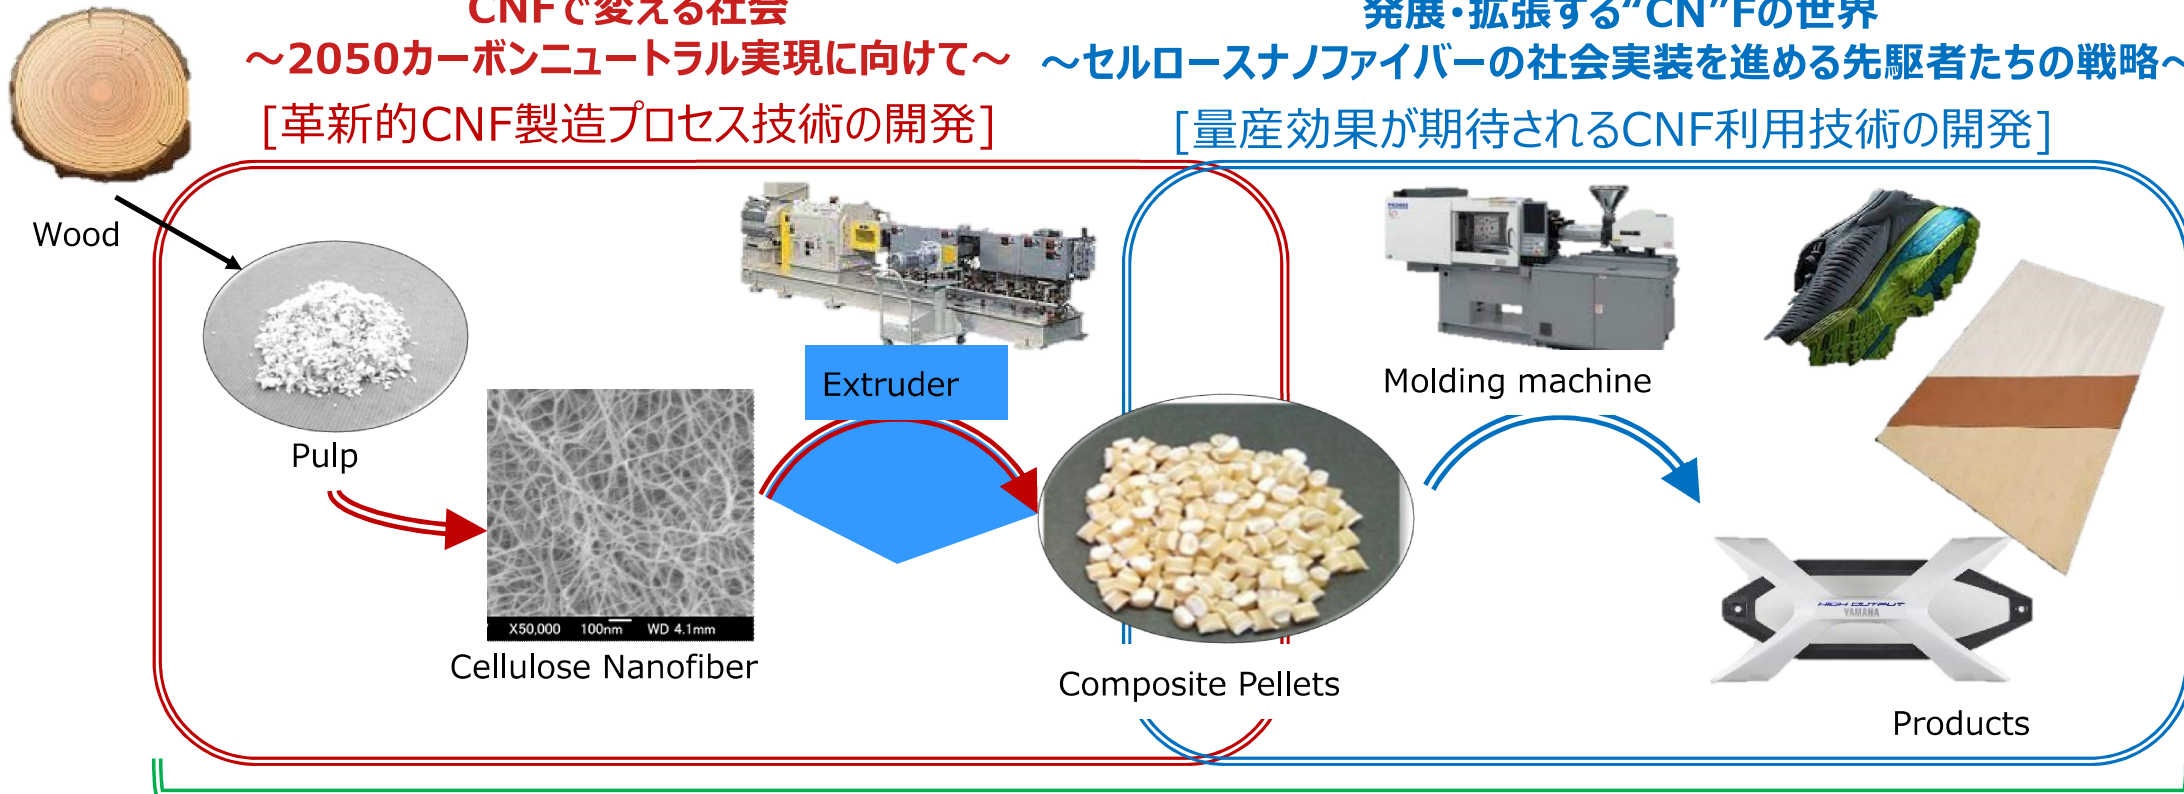 CNFで変える社会
～2050カーボンニュートラル実現に向けて～
[革新的CNF製造プロセス技術の開発]
発展・拡張する“CN”Fの世界
～セルロースナノファイバーの社会実装を進める先駆者たちの戦略～
[量産効果が期待されるCNF利用技術の開発]
Wood
Pulp
X50,000 100nm WD 4.1mm
Cellulose Nanofiber
Extruder
Composite Pellets
Molding machine
HIGH OUTPUT
YAMAHA
Products